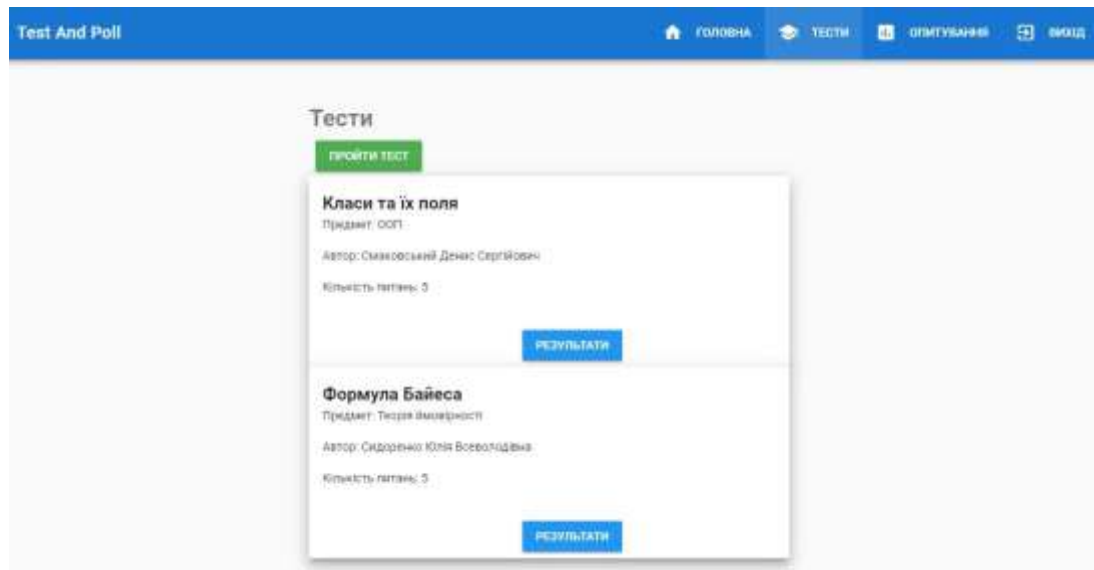 Test And Poll
ГОЛОВНА
ТЕСТИ
ОПИТУВАННЯ
ВИХІД
Тести
ПРОЙТИ ТЕСТ
Класи та їх поля
Предмет: ООП
Автор: Смаковський Денис Сергійович
Кількість питань: 5
РЕЗУЛЬТАТИ
Формула Байеса
Предмет: Теорія ймовірності
Автор: Сидоренко Юлія Всеволодівна
Кількість питань: 5
РЕЗУЛЬТАТИ